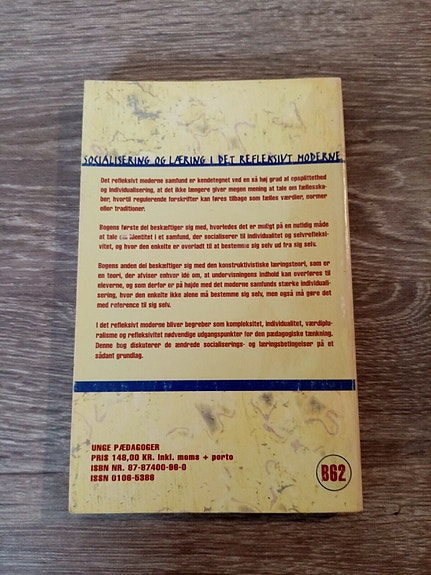 SOCIALISERING OG LÆRING I DET REFLEKSIVT MODERNE
Det refleksivt moderne samfund er kendetegnet ved en så høj grad af opsplittethed
og individualisering, at det ikke længere giver megen mening at tale om fællesska-
ber, hvortil regulerende forskrifter kan føres tilbage som fælles værdier, normer
eller traditioner.
Bogens første del beskæftiger sig med, hvorledes det er muligt på en nutidig måde
at tale om identitet i et samfund, der socialiserer til individualitet og selvrefleksi-
vitet, og hvor den enkelte er overladt til at bestemme sig selv ud fra sig selv.
Bogens anden del beskæftiger sig med den konstruktivistiske læringsteori, som er
en teori, der afviser enhver ide om, at undervisningens indhold kan overføres til
eleverne, og som derfor er på højde med det moderne samfunds stærke individuali-
sering, hvor den enkelte ikke alene må bestemme sig selv, men også må gøre det
med reference til sig selv.
I det refleksivt moderne bliver begreber som kompleksitet, individualitet, værdiplu-
ralisme og refleksivitet nødvendige udgangspunkter for den pædagogiske tænkning.
Denne bog diskuterer de ændrede socialiserings- og læringsbetingelser på et
sådant grundlag.
UNGE PÆDAGOGER
PRIS 148,00 KR. inkl. moms + porto
ISBN NR. 87-87400-96-0
ISSN 0106-5386
B62